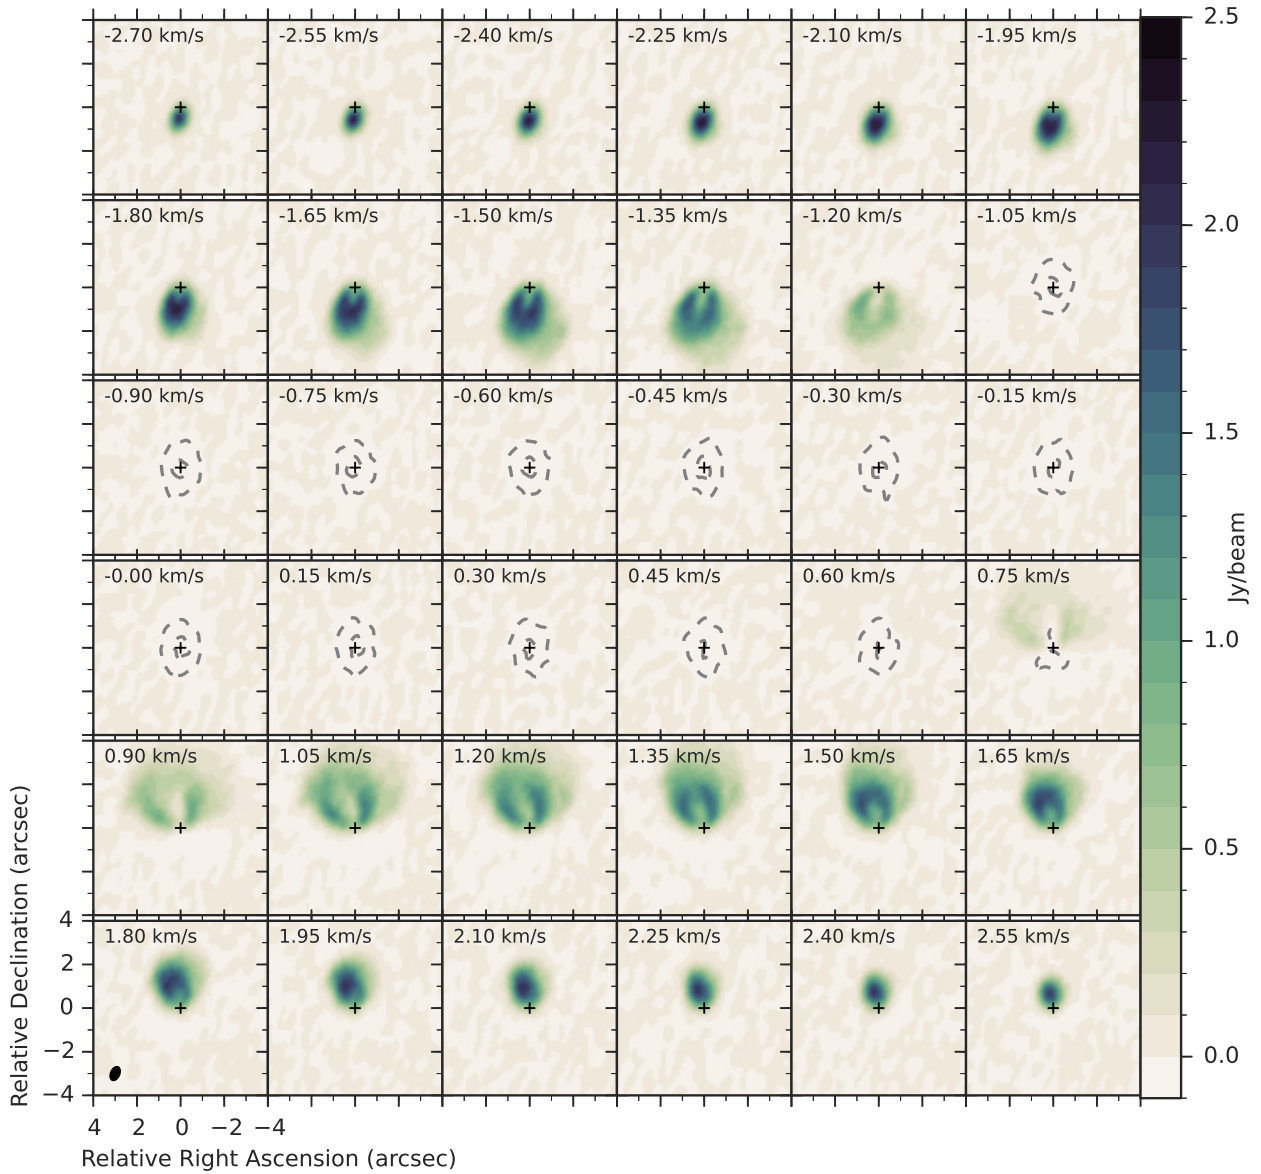 -2.70 km/s -2.55 km/s -2.40 km/s -2.25 km/s -2.10 km/s -1.95 km/s
-1.80 km/s -1.65 km/s -1.50 km/s -1.35 km/s -1.20 km/s -1.05 km/s
-0.90 km/s -0.75 km/s -0.60 km/s -0.45 km/s -0.30 km/s -0.15 km/s
-0.00 km/s 0.15 km/s 0.30 km/s 0.45 km/s 0.60 km/s 0.75 km/s
0.90 km/s 1.05 km/s 1.20 km/s 1.35 km/s 1.50 km/s 1.65 km/s
1.80 km/s 1.95 km/s 2.10 km/s 2.25 km/s 2.40 km/s 2.55 km/s
4
2
0
−2
−4
4 2 0 −2 −4
Relative Right Ascension (arcsec)
Relative Declination (arcsec)
2.5
2.0
1.5
1.0
0.5
0.0
Jy/beam